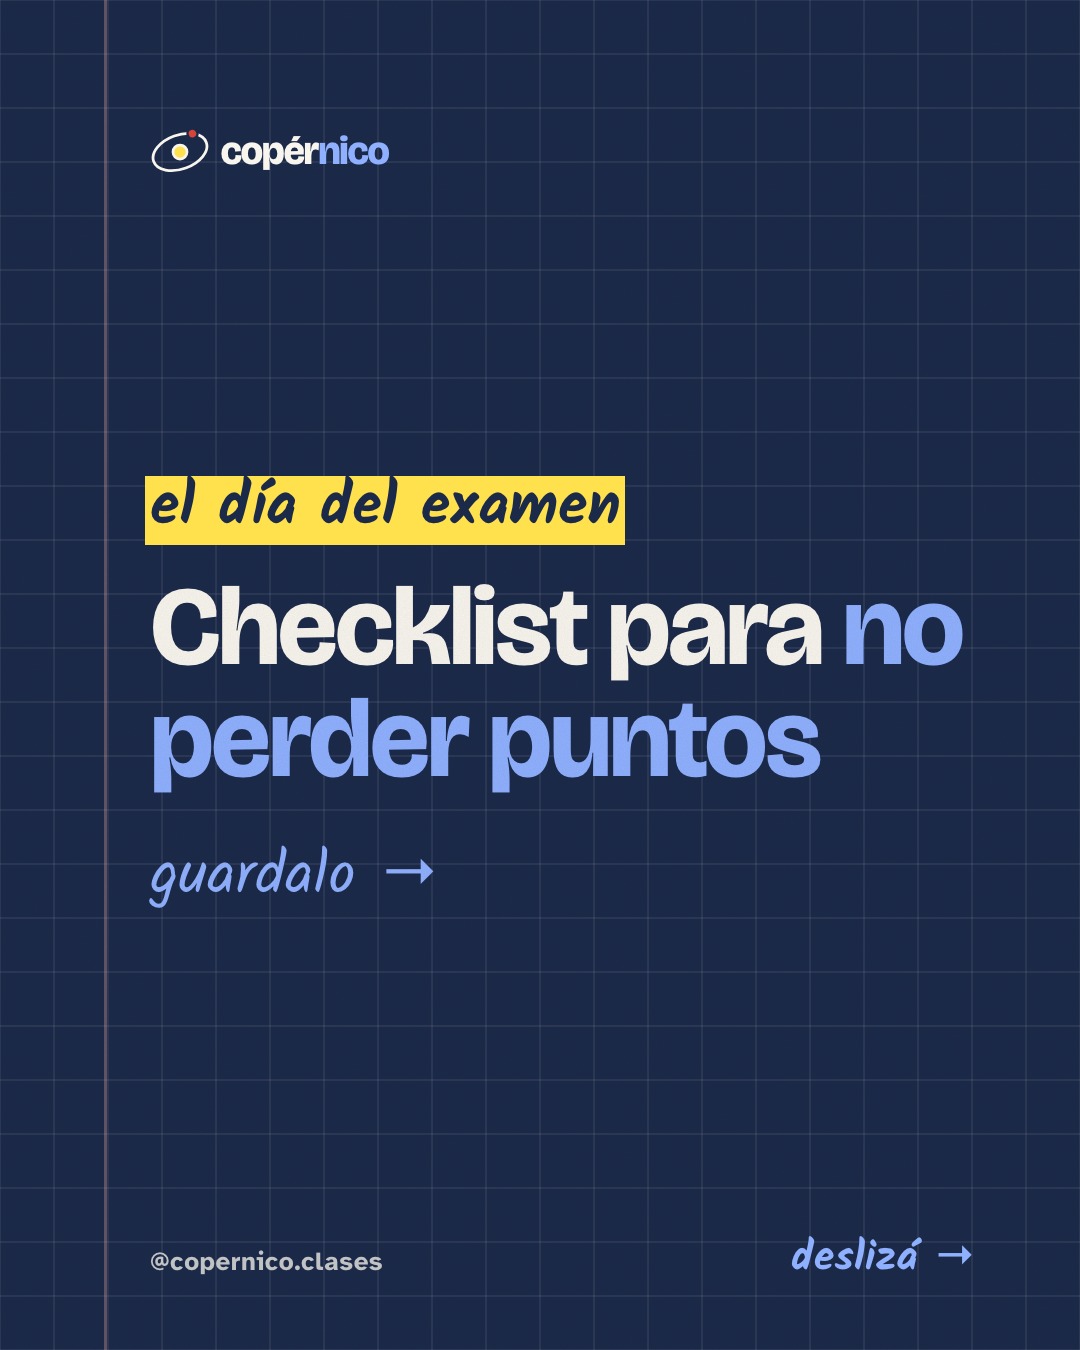 copérnico
el día del examen
Checklist para no
perder puntos
guardalo →
@copernico.clases
deslizá →